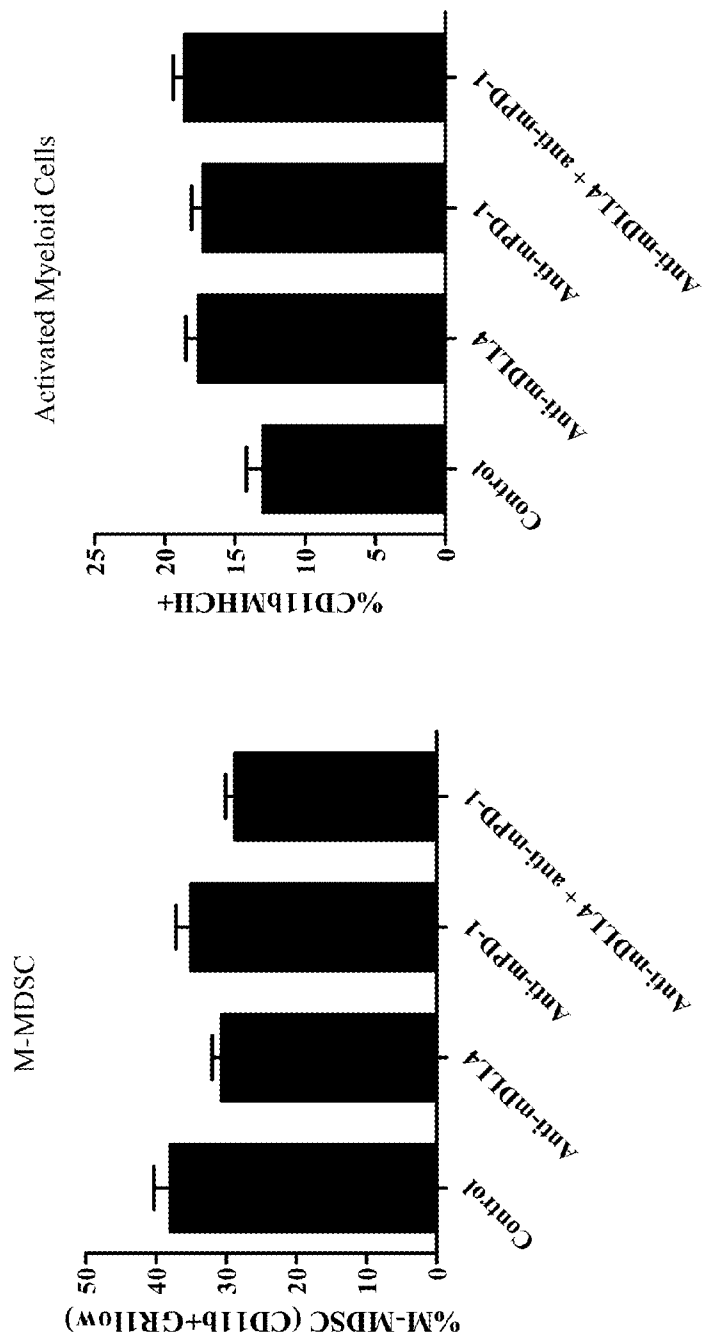 M-MDSC
%M-MDSC (CD11b+GR1low)
50
40
30
20
10
0
Control
Anti-mDLL4
Anti-mPD-1
Anti-mDLL4 + anti-mPD-1
Activated Myeloid Cells
%CD11bMHCII+
25
20
15
10
5
0
Control
Anti-mDLL4
Anti-mPD-1
Anti-mDLL4 + anti-mPD-1